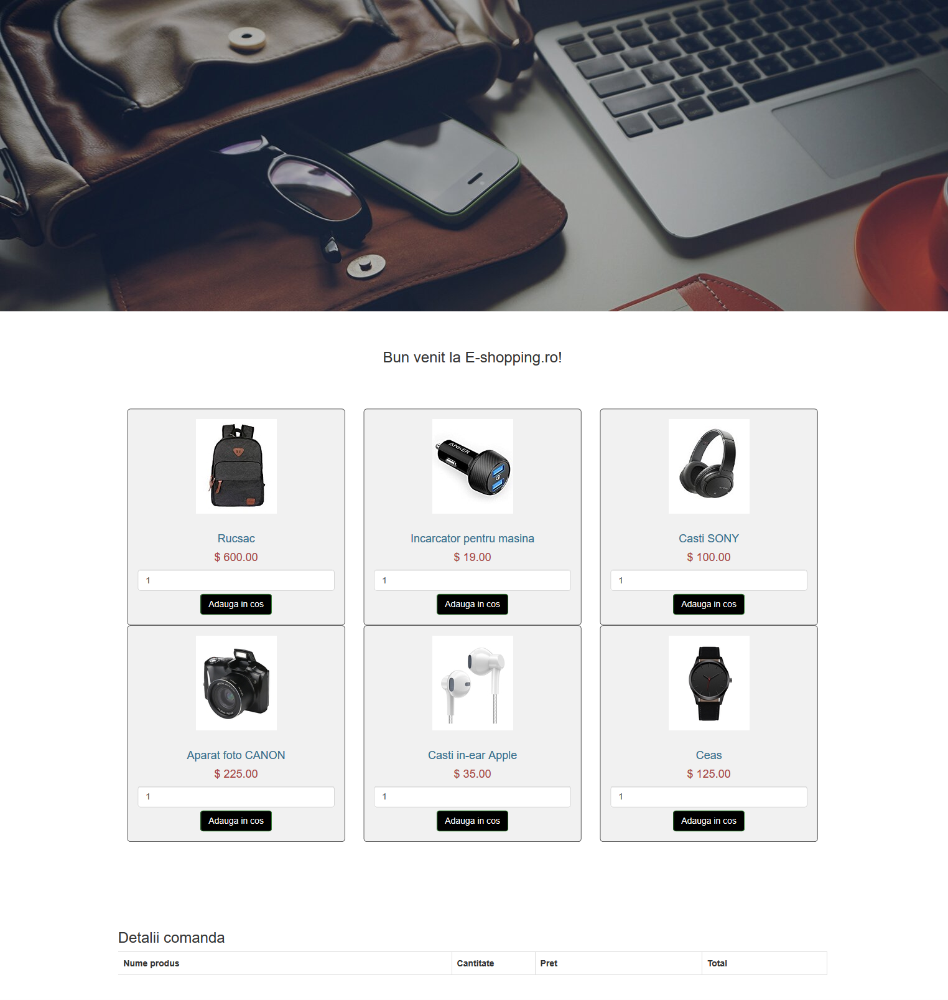 Bun venit la E-shopping.ro!
ANKER
SONY
Rucsac
Incarcator pentru masina
Casti SONY
$ 600.00
$ 19.00
$ 100.00
1
1
1
Adauga in cos
Adauga in cos
Adauga in cos
Aparat foto CANON
Casti in-ear Apple
Ceas
$ 225.00
$ 35.00
$ 125.00
1
1
1
Adauga in cos
Adauga in cos
Adauga in cos
Detalii comanda
Nume produs Cantitate Pret Total